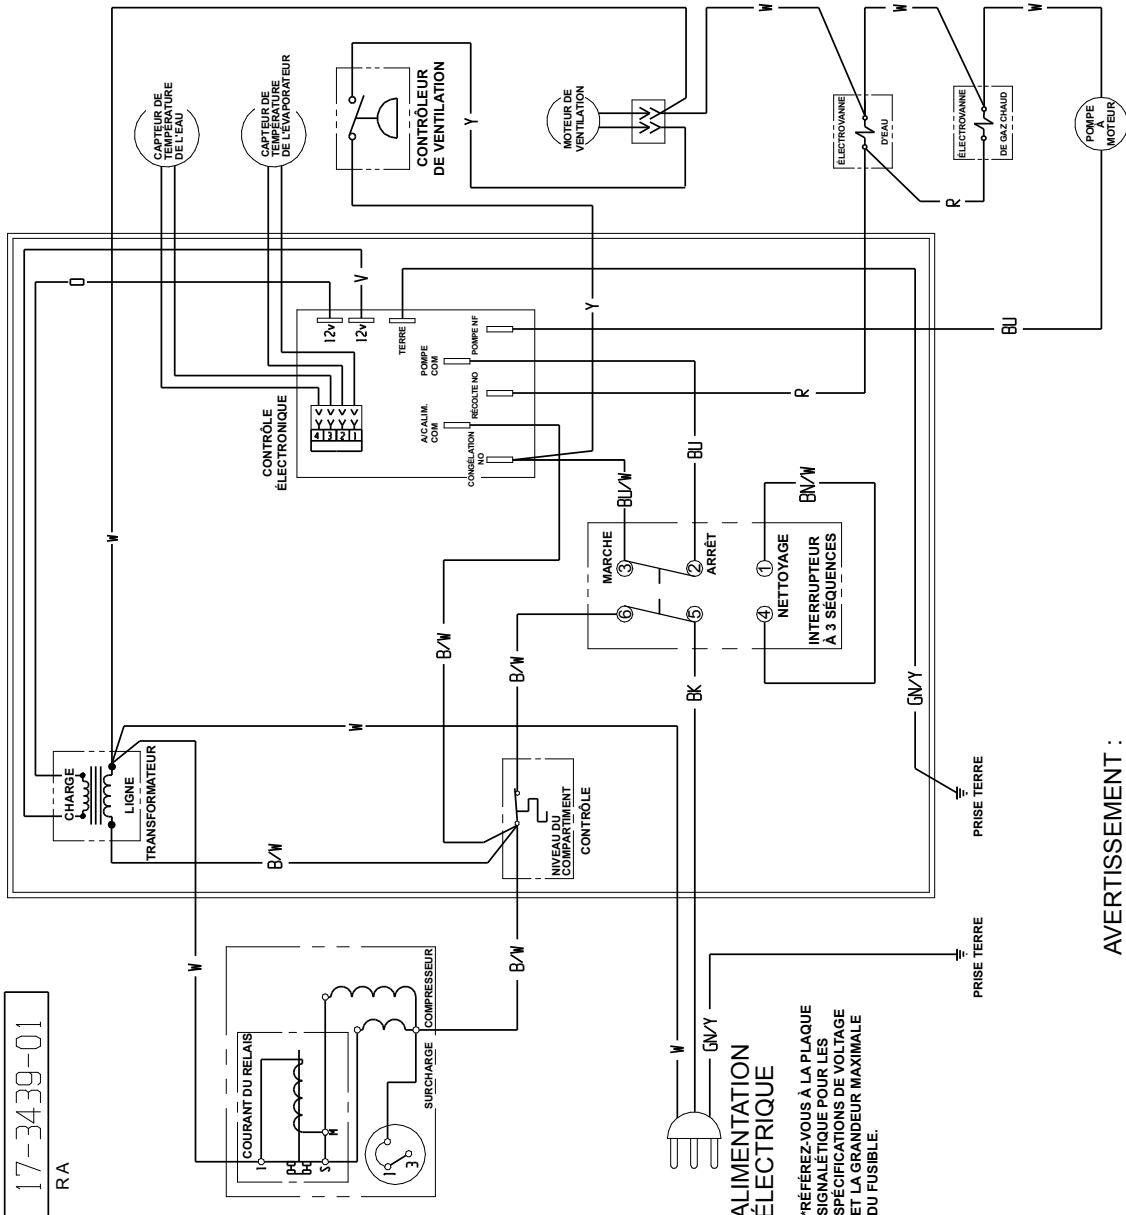 17-3439-01
RA
W
W
W
W
CAPTEUR DE
TEMPÉRATURE
DE L'EAU
CAPTEUR DE
TEMPÉRATURE
DE L'ÉVAPORATEUR
CONTRÔLEUR
DE VENTILATION
Y
MOTEUR DE
VENTILATION
ÉLECTROVANNE
D'EAU
ÉLECTROVANNE
DE GAZ CHAUD
POMPE
À
MOTEUR
R
O
V
12v
12v
TERRE
Y
BU
CONTRÔLE
ÉLECTRONIQUE
4 3 2 1
POMPE
COM
POMPE NF
A/C ALIM.
COM
RÉCOLTE NO
CONGÉLATION
NO
R
BU
BU/W
BN/W
MARCHE
3
2
ARRÊT
1
6
5
4
NETTOYAGE
INTERRUPTEUR
À 3 SÉQUENCES
B/W
B/W
BK
GN/Y
W
CHARGE
LIGNE
TRANSFORMATEUR
B/W
NIVEAU DU
COMPARTIMENT
CONTRÔLE
PRISE TERRE
W
B/W
COURANT DU RELAIS
COMPRESSEUR
SURCHARGE
L
S
M
1
3
W
GN/Y
PRISE TERRE
ALIMENTATION
ÉLECTRIQUE
*RÉFÉREZ-VOUS À LA PLAQUE
SIGNALÉTIQUE POUR LES
SPÉCIFICATIONS DE VOLTAGE
ET LA GRANDEUR MAXIMALE
DU FUSIBLE.
AVERTISSEMENT :